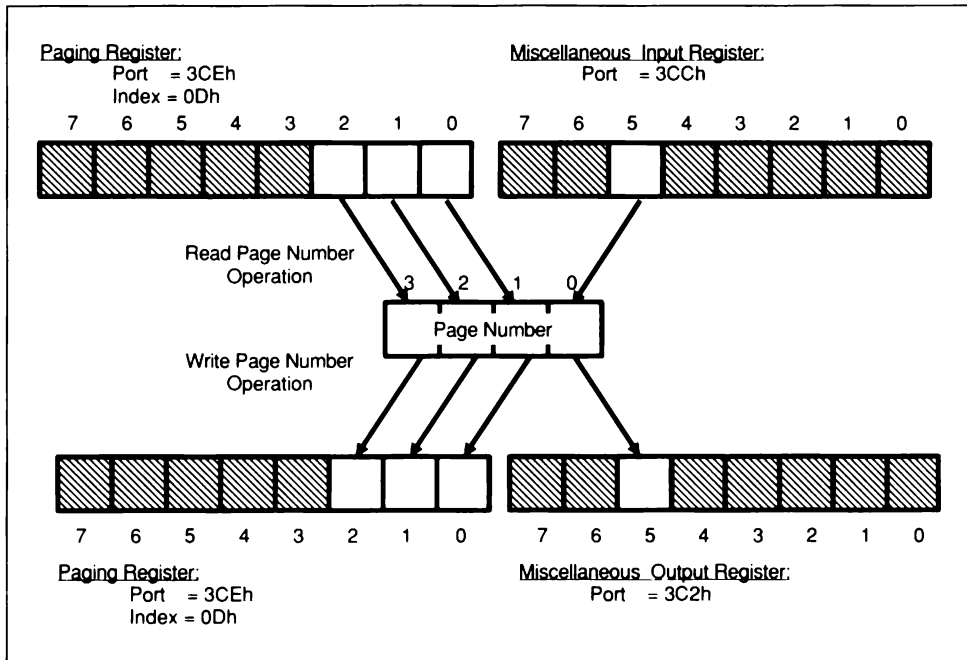 Paging Register:
Port = 3CEh
Index = 0Dh
Miscellaneous Input Register:
Port = 3CCh
7 6 5 4 3 2 1 0
7 6 5 4 3 2 1 0
Read Page Number
Operation
3 2 1 0
Page Number
Write Page Number
Operation
7 6 5 4 3 2 1 0
7 6 5 4 3 2 1 0
Paging Register:
Port = 3CEh
Index = 0Dh
Miscellaneous Output Register:
Port = 3C2h